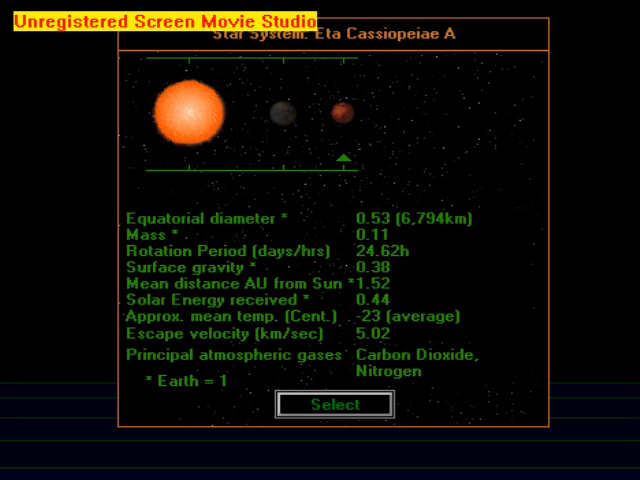 Unregistered Screen Movie Studio
Star System: Eta Cassiopeiae A
Equatorial diameter * 0.53 (6,794km)
Mass * 0.11
Rotation Period (days/hrs) 24.62h
Surface gravity * 0.38
Mean distance AU from Sun * 1.52
Solar Energy received * 0.44
Approx. mean temp. (Cent.) -23 (average)
Escape velocity (km/sec) 5.02
Principal atmospheric gases Carbon Dioxide,
Nitrogen
* Earth = 1
Select